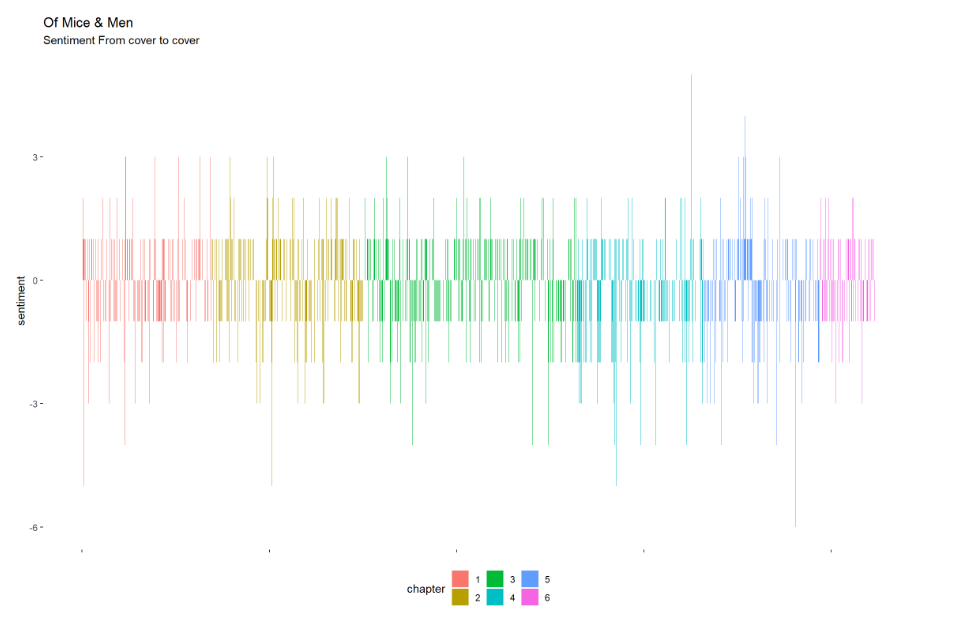 Of Mice & Men
Sentiment From cover to cover
sentiment
3
0
-3
-6
chapter
1 3 5
2 4 6